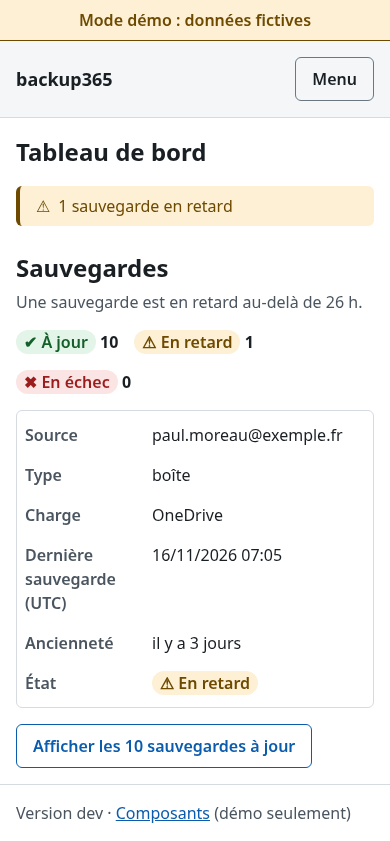 Mode démo : données fictives
backup365
Menu
Tableau de bord
⚠ 1 sauvegarde en retard
Sauvegardes
Une sauvegarde est en retard au-delà de 26 h.
✔ À jour 10 ⚠ En retard 1
✖ En échec 0
Source paul.moreau@exemple.fr
Type boîte
Charge OneDrive
Dernière sauvegarde (UTC) 16/11/2026 07:05
Ancienneté il y a 3 jours
État ⚠ En retard
Afficher les 10 sauvegardes à jour
Version dev · Composants (démo seulement)